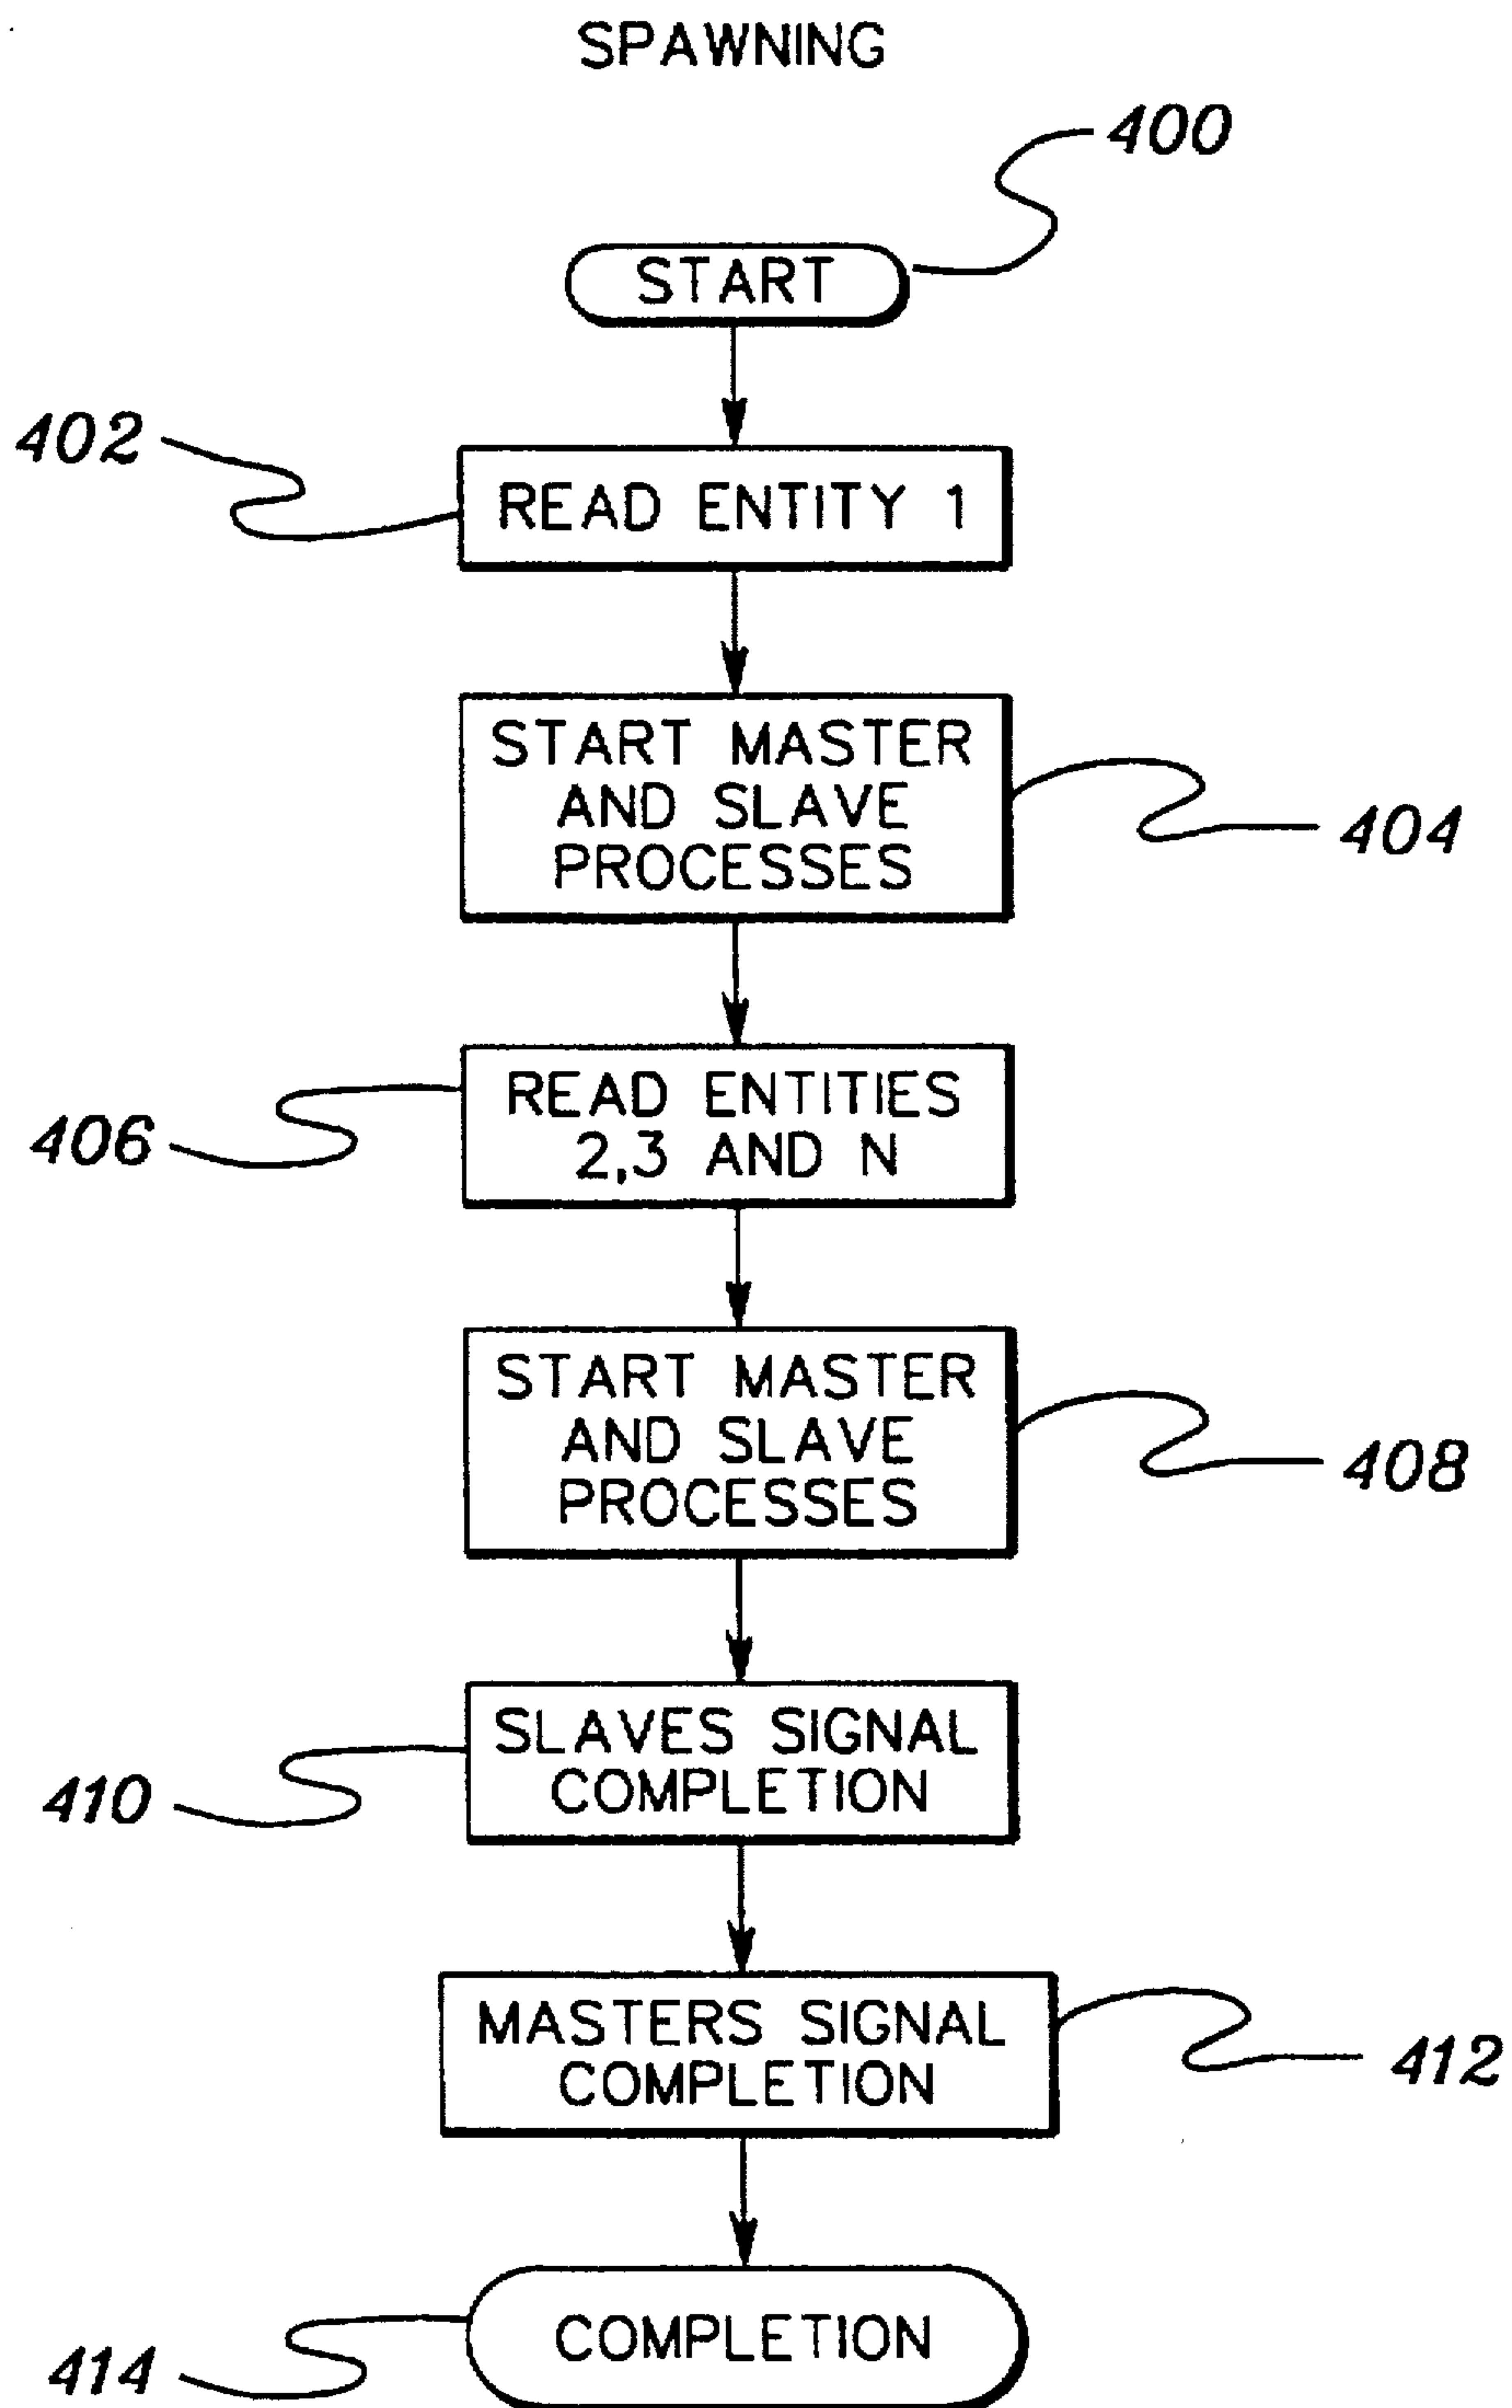 SPAWNING
400
START
402
READ ENTITY 1
START MASTER
AND SLAVE
PROCESSES
404
READ ENTITIES
2,3 AND N
406
START MASTER
AND SLAVE
PROCESSES
408
SLAVES SIGNAL
COMPLETION
410
MASTERS SIGNAL
COMPLETION
412
COMPLETION
414